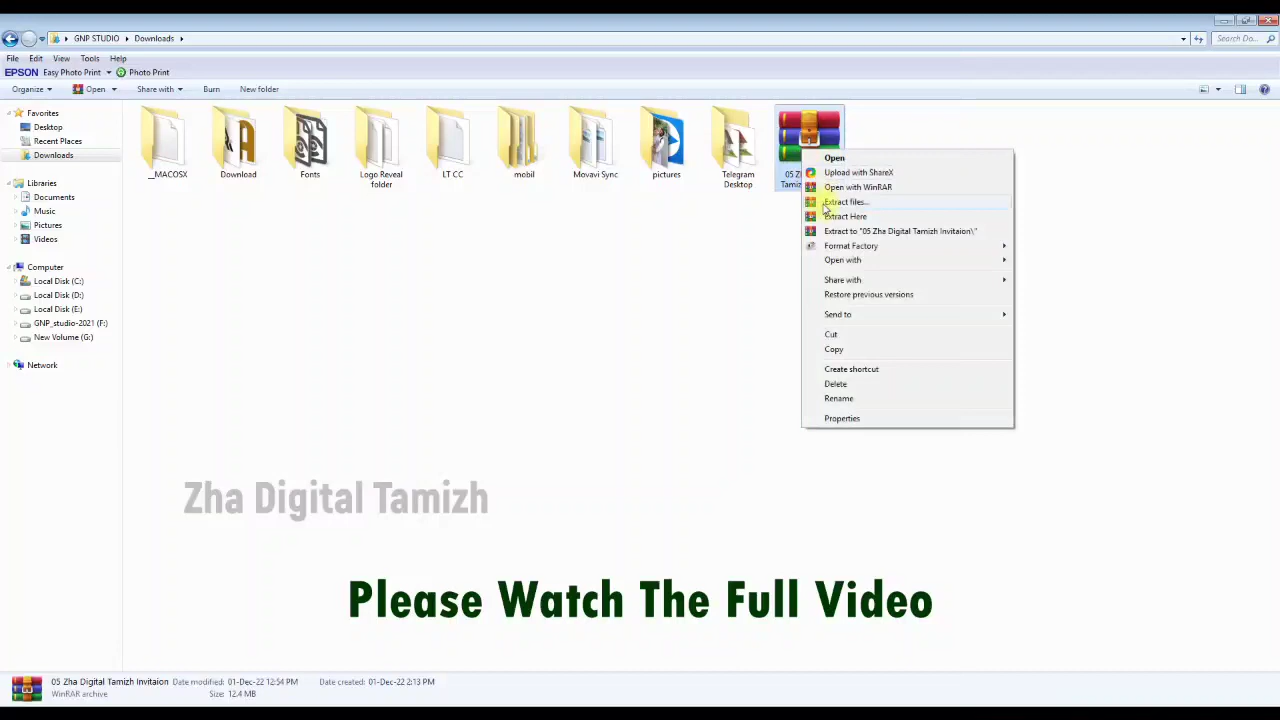 GNP STUDIO
Downloads
Search Do...
File Edit View Tools Help
EPSON Easy Photo Print Photo Print
Organize Open Share with Burn New folder
Favorites
Desktop
Recent Places
Downloads
Libraries
Documents
Music
Pictures
Videos
Computer
Local Disk (C:)
Local Disk (D:)
Local Disk (E:)
GNP_studio-2021 (F:)
New Volume (G:)
Network
__MACOSX
Download
Fonts
Logo Reveal
folder
LT CC
mobil
Movavi Sync
pictures
Telegram
Desktop
Open
Upload with ShareX
Open with WinRAR
Extract files...
Extract Here
Extract to "05 Zha Digital Tamizh Invitaion\"
Format Factory
Open with
Share with
Restore previous versions
Send to
Cut
Copy
Create shortcut
Delete
Rename
Properties
Zha Digital Tamizh
Please Watch The Full Video
05 Zha Digital Tamizh Invitaion Date modified: 01-Dec-22 12:54 PM Date created: 01-Dec-22 2:13 PM
WinRAR archive Size: 12.4 MB